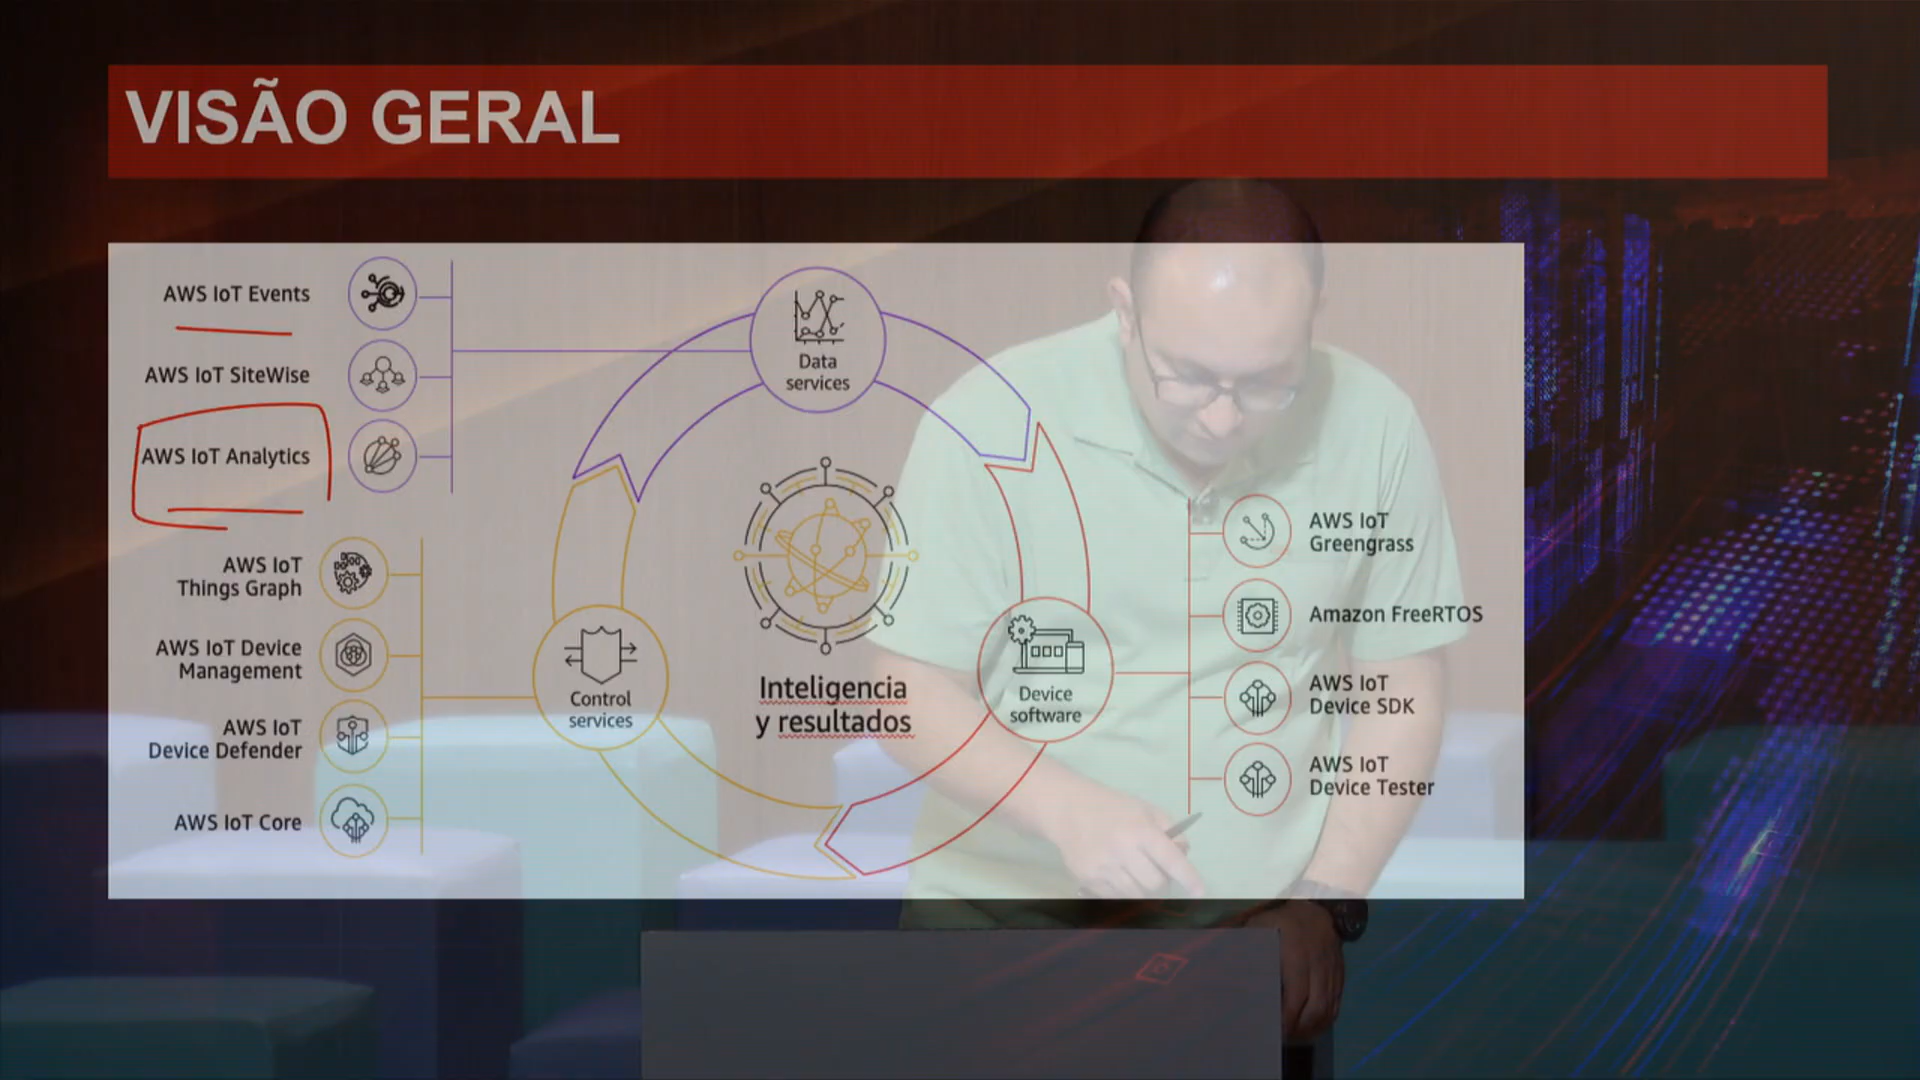 VISÃO GERAL
AWS IoT Events
AWS IoT SiteWise
AWS IoT Analytics
AWS IoT
Things Graph
AWS IoT Device
Management
AWS IoT
Device Defender
AWS IoT Core
Data
services
Control
services
Inteligencia
y resultados
Device
software
AWS IoT
Greengrass
Amazon FreeRTOS
AWS IoT
Device SDK
AWS IoT
Device Tester